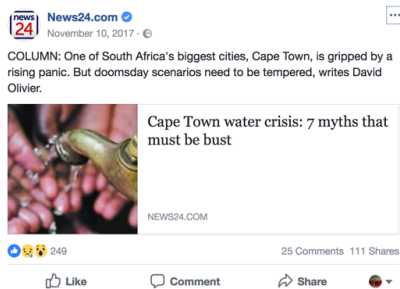 news
24
News24.com
November 10, 2017 ·
COLUMN: One of South Africa's biggest cities, Cape Town, is gripped by a
rising panic. But doomsday scenarios need to be tempered, writes David
Olivier.
Cape Town water crisis: 7 myths that
must be bust
NEWS24.COM
249
25 Comments 111 Shares
Like Comment Share